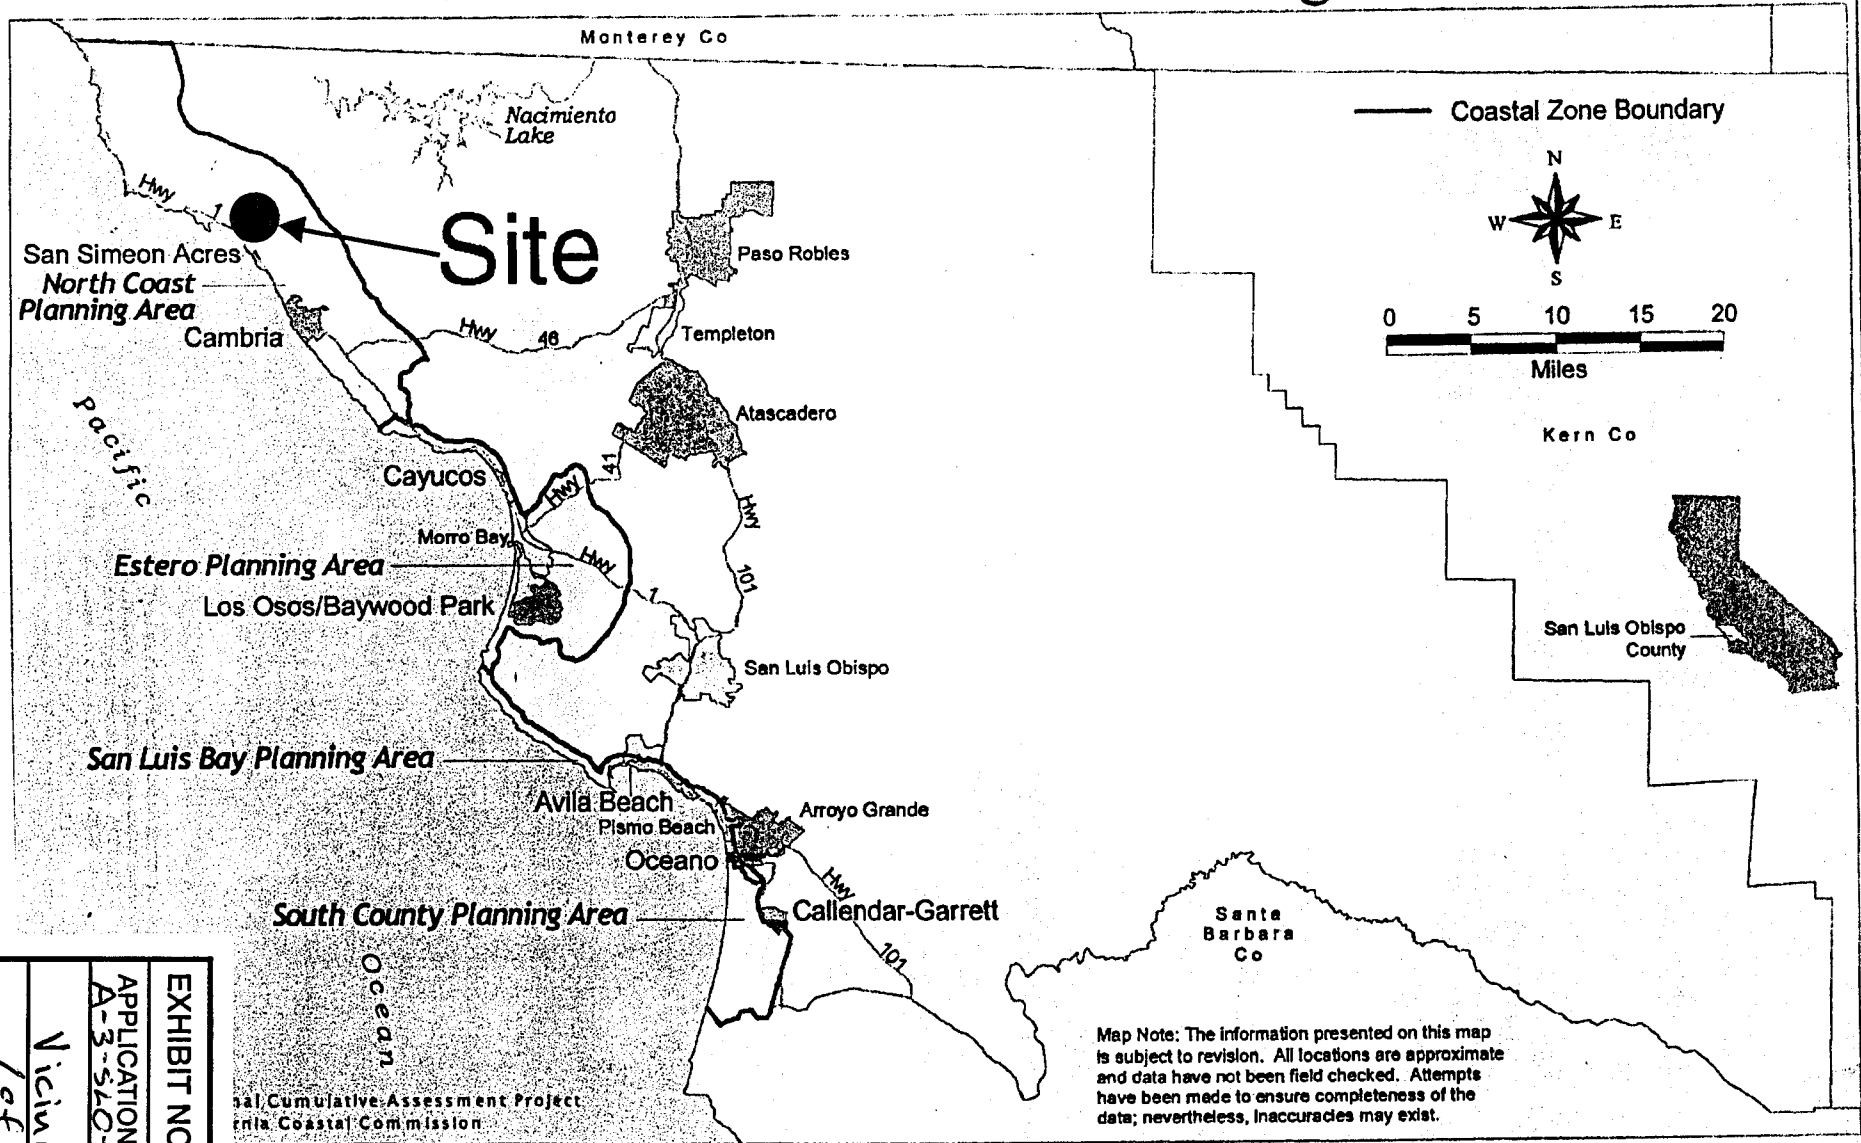 Monterey Co
Nacimiento
Lake
Coastal Zone Boundary
N
W E
S
Hwy
1
Site
San Simeon Acres
North Coast
Planning Area
Paso Robles
0 5 10 15 20
Miles
Cambria
Hwy 46
Templeton
Pacific
Atascadero
Kern Co
41
Cayucos
Hwy
Hwy
101
Morro Bay
Estero Planning Area
Hwy
1
Los Osos/Baywood Park
San Luis Obispo
County
San Luis Obispo
San Luis Bay Planning Area
Avila Beach
Arroyo Grande
Pismo Beach
Oceano
Hwy
101
South County Planning Area
Callendar-Garrett
Santa
Barbara
Co
Ocean
Map Note: The information presented on this map
is subject to revision. All locations are approximate
and data have not been field checked. Attempts
have been made to ensure completeness of the
data; nevertheless, inaccuracies may exist.
Cumulative Assessment Project
Coastal Commission
EXHIBIT NO
APPLICATION
A-3-SLO-
1 of